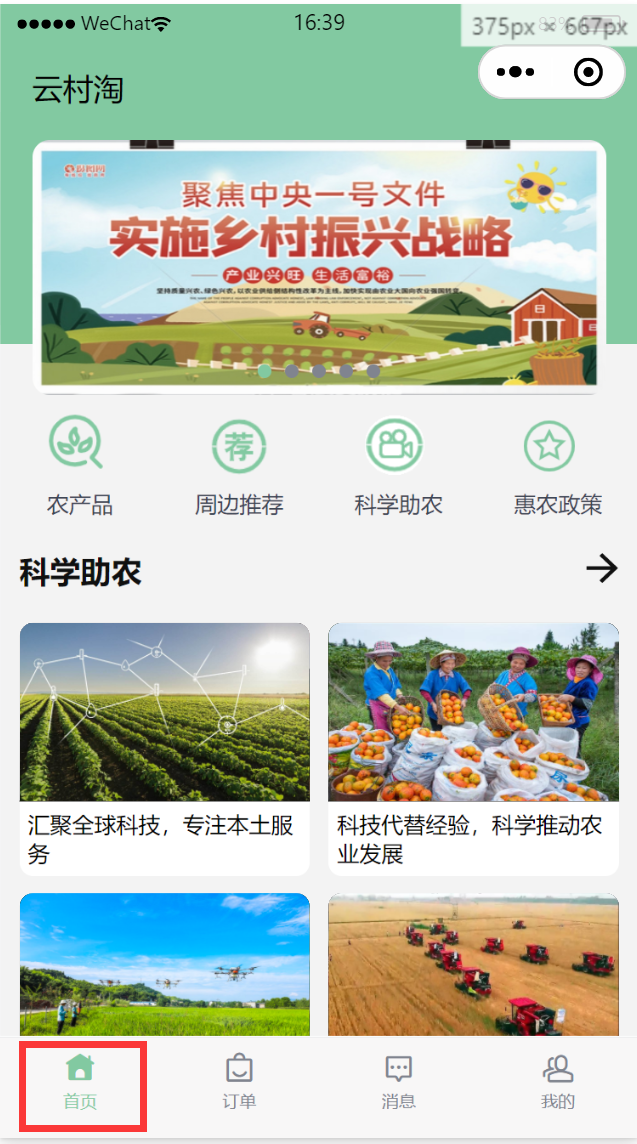 WeChat
16:39
375px × 667px
云村淘
聚焦中央一号文件
实施乡村振兴战略
产业兴旺 生活富裕
农产品
荐
周边推荐
科学助农
惠农政策
科学助农
汇聚全球科技，专注本土服
务
科技代替经验，科学推动农
业发展
首页
订单
消息
我的